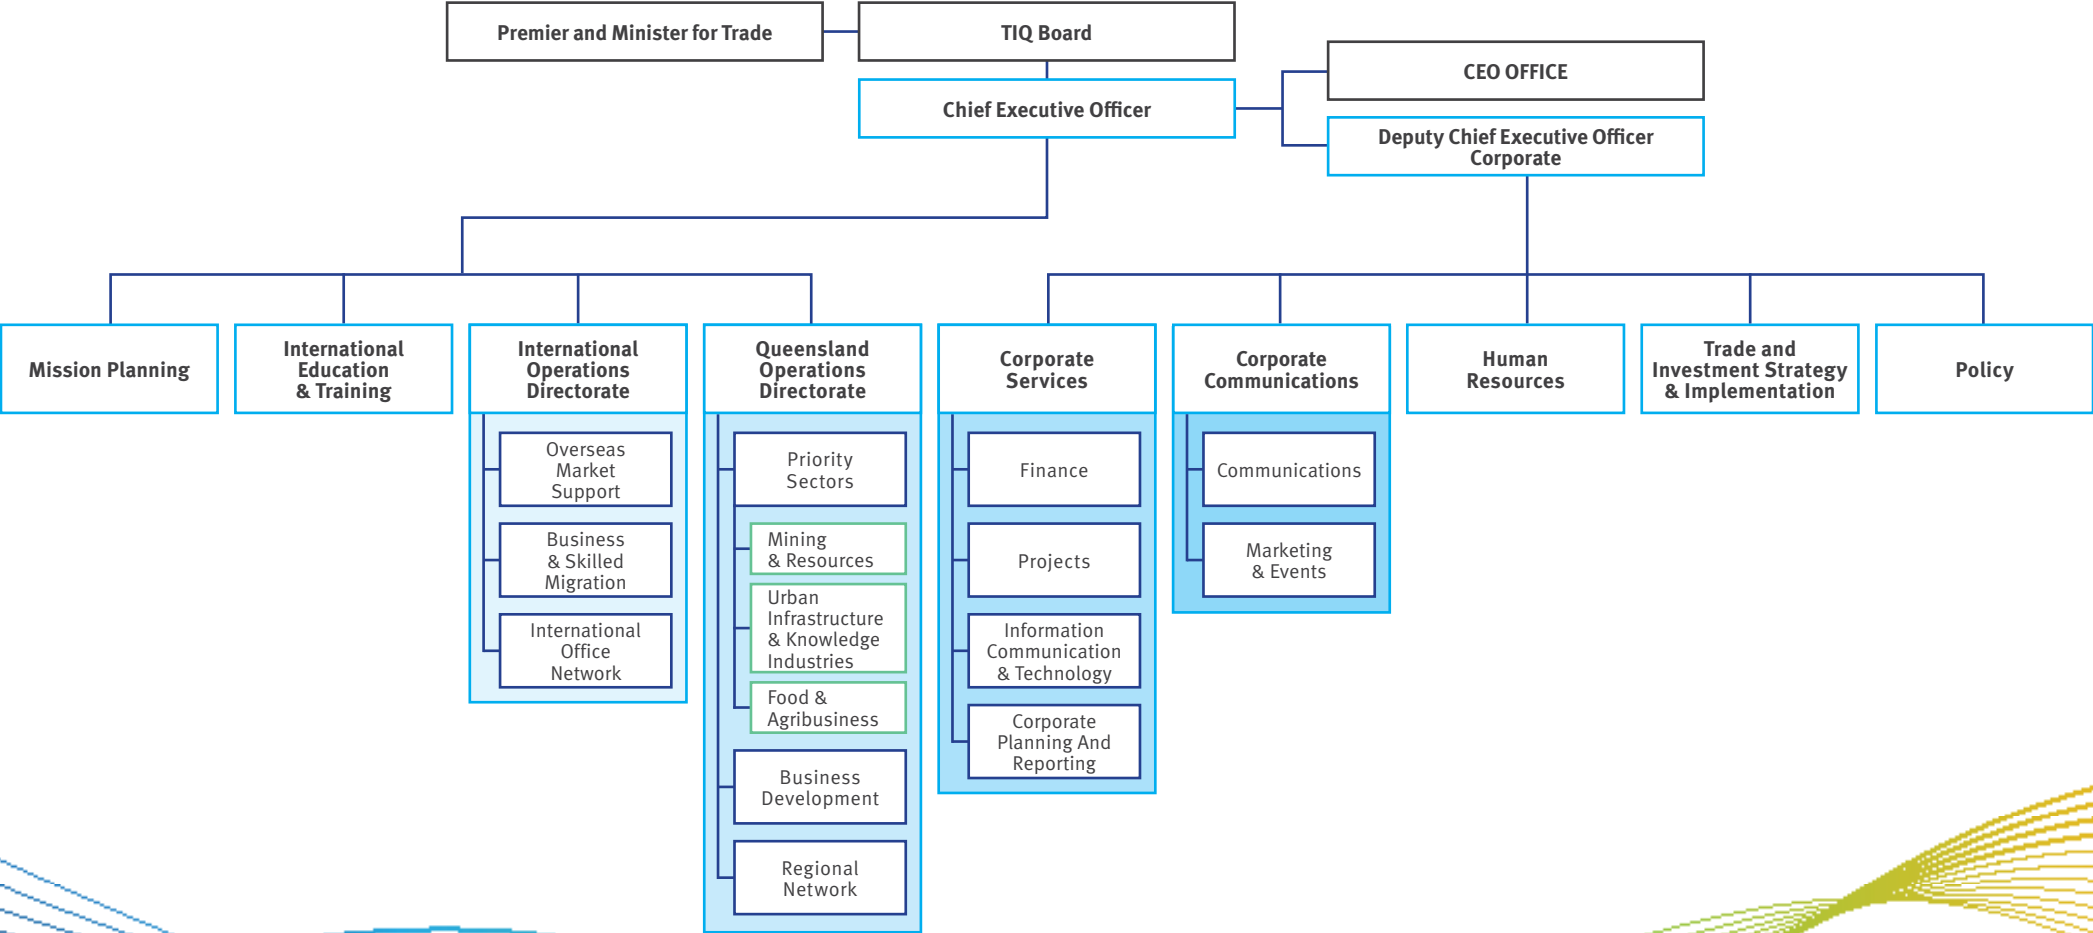 Premier and Minister for Trade
TIQ Board
CEO OFFICE
Chief Executive Officer
Deputy Chief Executive Officer
Corporate
Mission Planning
International
Education
& Training
International
Operations
Directorate
Overseas
Market
Support
Business
& Skilled
Migration
International
Office
Network
Queensland
Operations
Directorate
Priority
Sectors
Mining
& Resources
Urban
Infrastructure
& Knowledge
Industries
Food &
Agribusiness
Business
Development
Regional
Network
Corporate
Services
Finance
Projects
Information
Communication
& Technology
Corporate
Planning And
Reporting
Corporate
Communications
Communications
Marketing
& Events
Human
Resources
Trade and
Investment Strategy
& Implementation
Policy